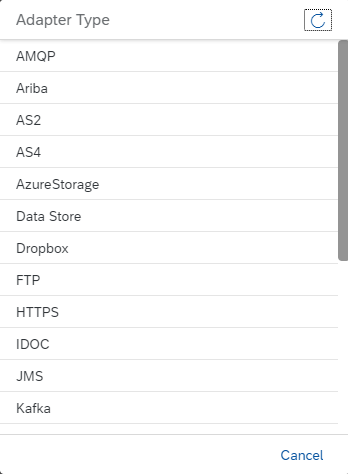 Adapter Type
AMQP
Ariba
AS2
AS4
AzureStorage
Data Store
Dropbox
FTP
HTTPS
IDOC
JMS
Kafka
Cancel